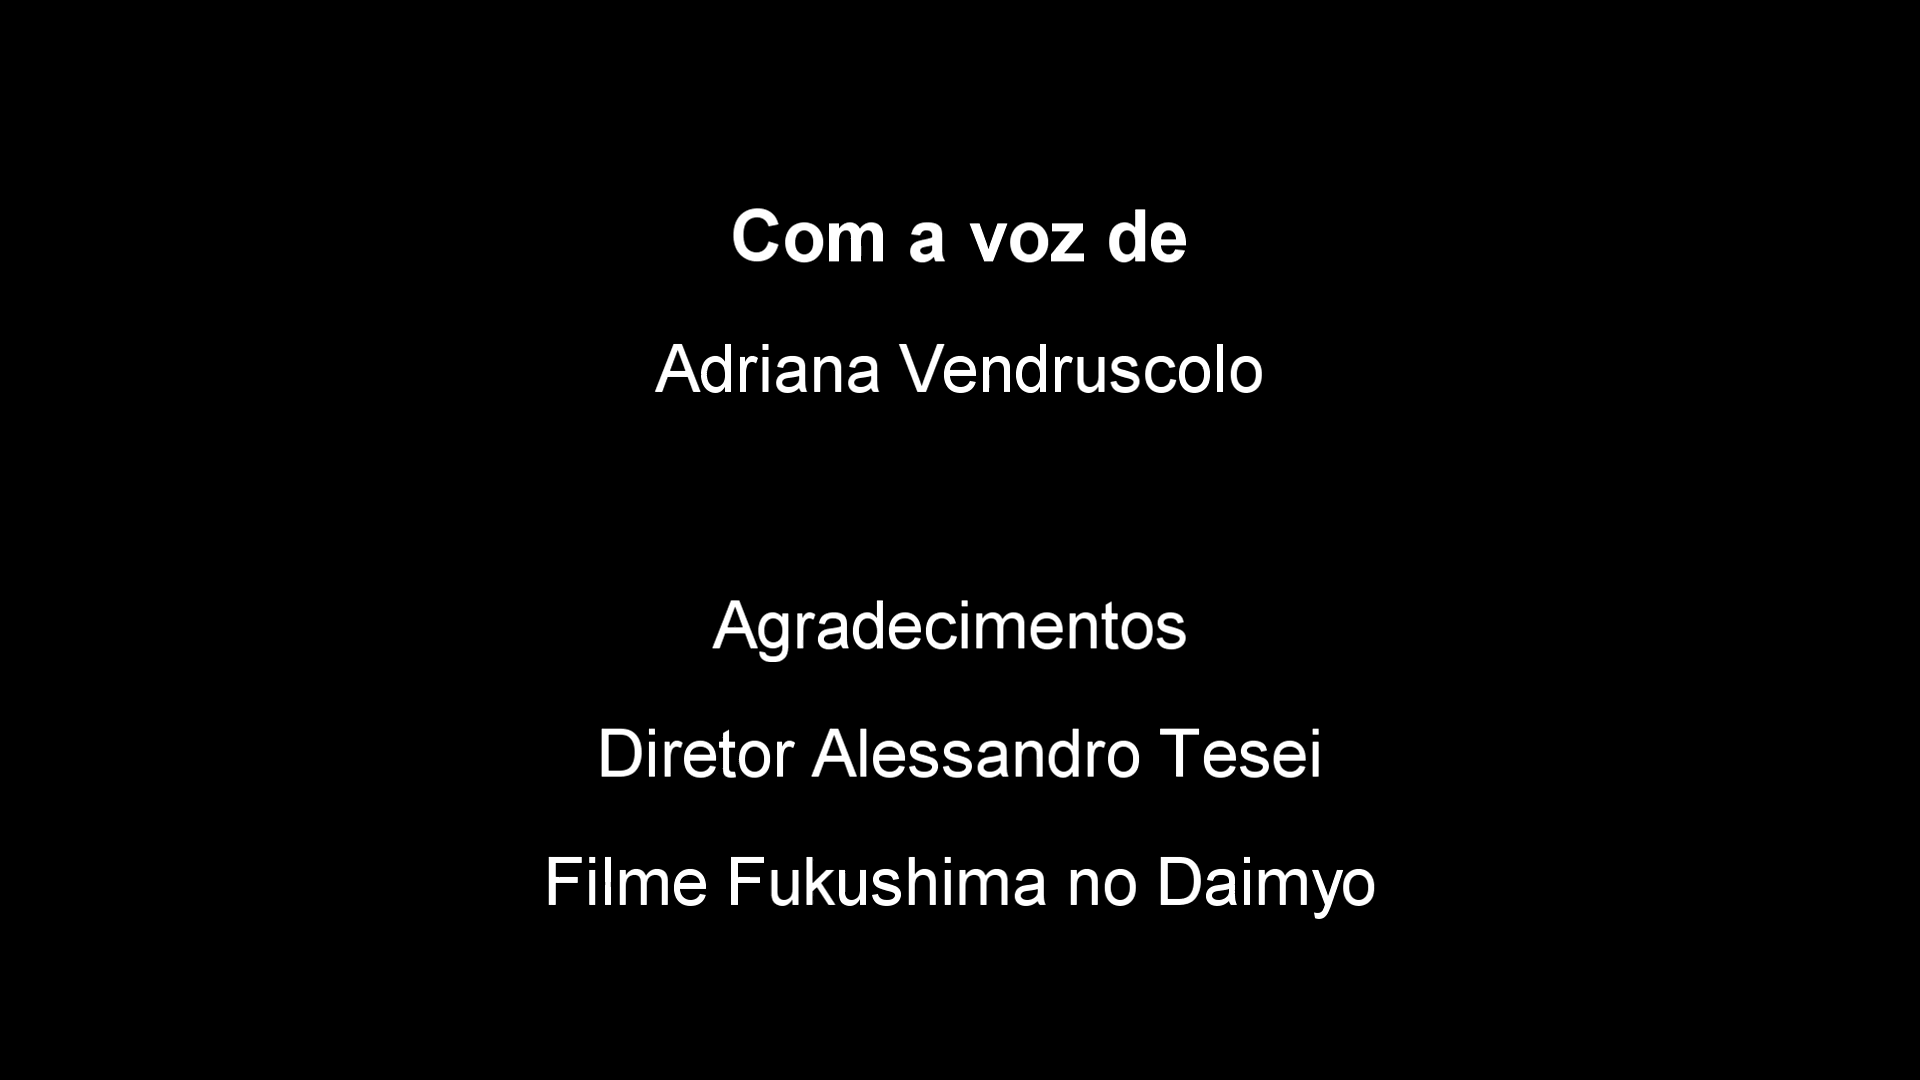 Com a voz de
Adriana Vendruscolo
Agradecimentos
Diretor Alessandro Tesei
Filme Fukushima no Daimyo